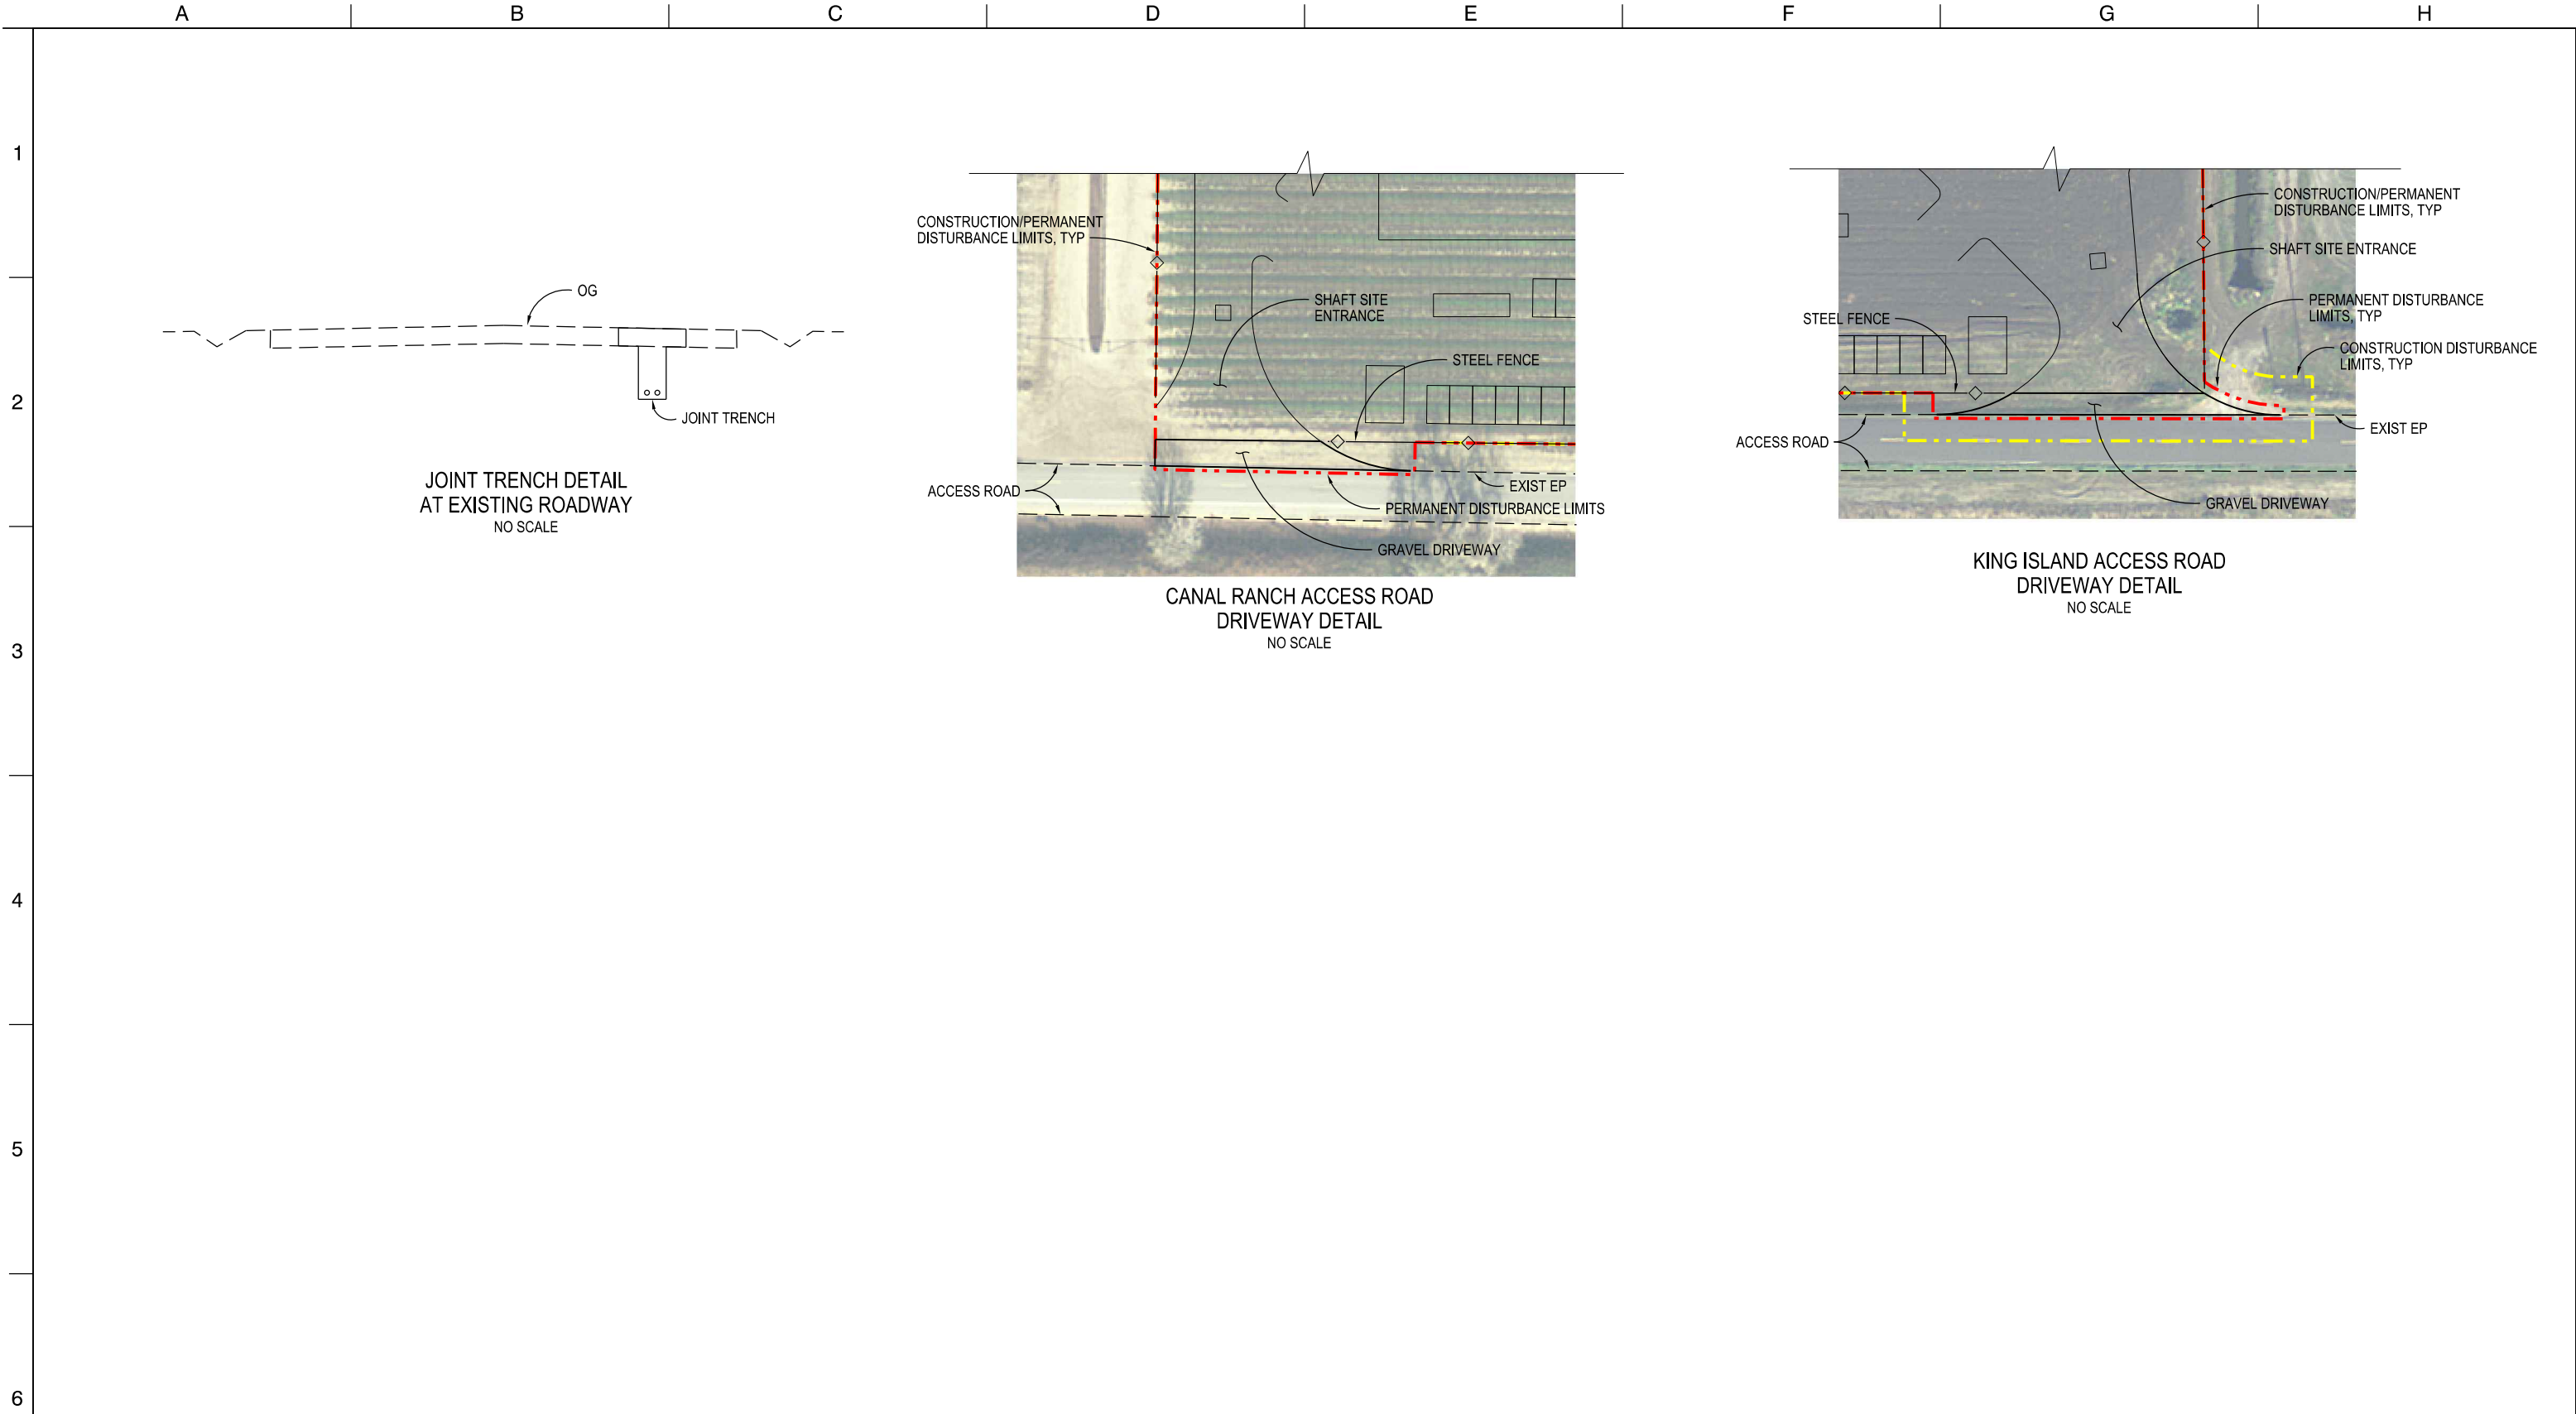 A
B
C
D
E
F
G
H
1
2
3
4
5
6
OG
JOINT TRENCH
JOINT TRENCH DETAIL
AT EXISTING ROADWAY
NO SCALE
CONSTRUCTION/PERMANENT
DISTURBANCE LIMITS, TYP
SHAFT SITE
ENTRANCE
STEEL FENCE
ACCESS ROAD
EXIST EP
PERMANENT DISTURBANCE LIMITS
GRAVEL DRIVEWAY
CANAL RANCH ACCESS ROAD
DRIVEWAY DETAIL
NO SCALE
CONSTRUCTION/PERMANENT
DISTURBANCE LIMITS, TYP
SHAFT SITE ENTRANCE
PERMANENT DISTURBANCE
LIMITS, TYP
STEEL FENCE
CONSTRUCTION DISTURBANCE
LIMITS, TYP
EXIST EP
ACCESS ROAD
GRAVEL DRIVEWAY
KING ISLAND ACCESS ROAD
DRIVEWAY DETAIL
NO SCALE